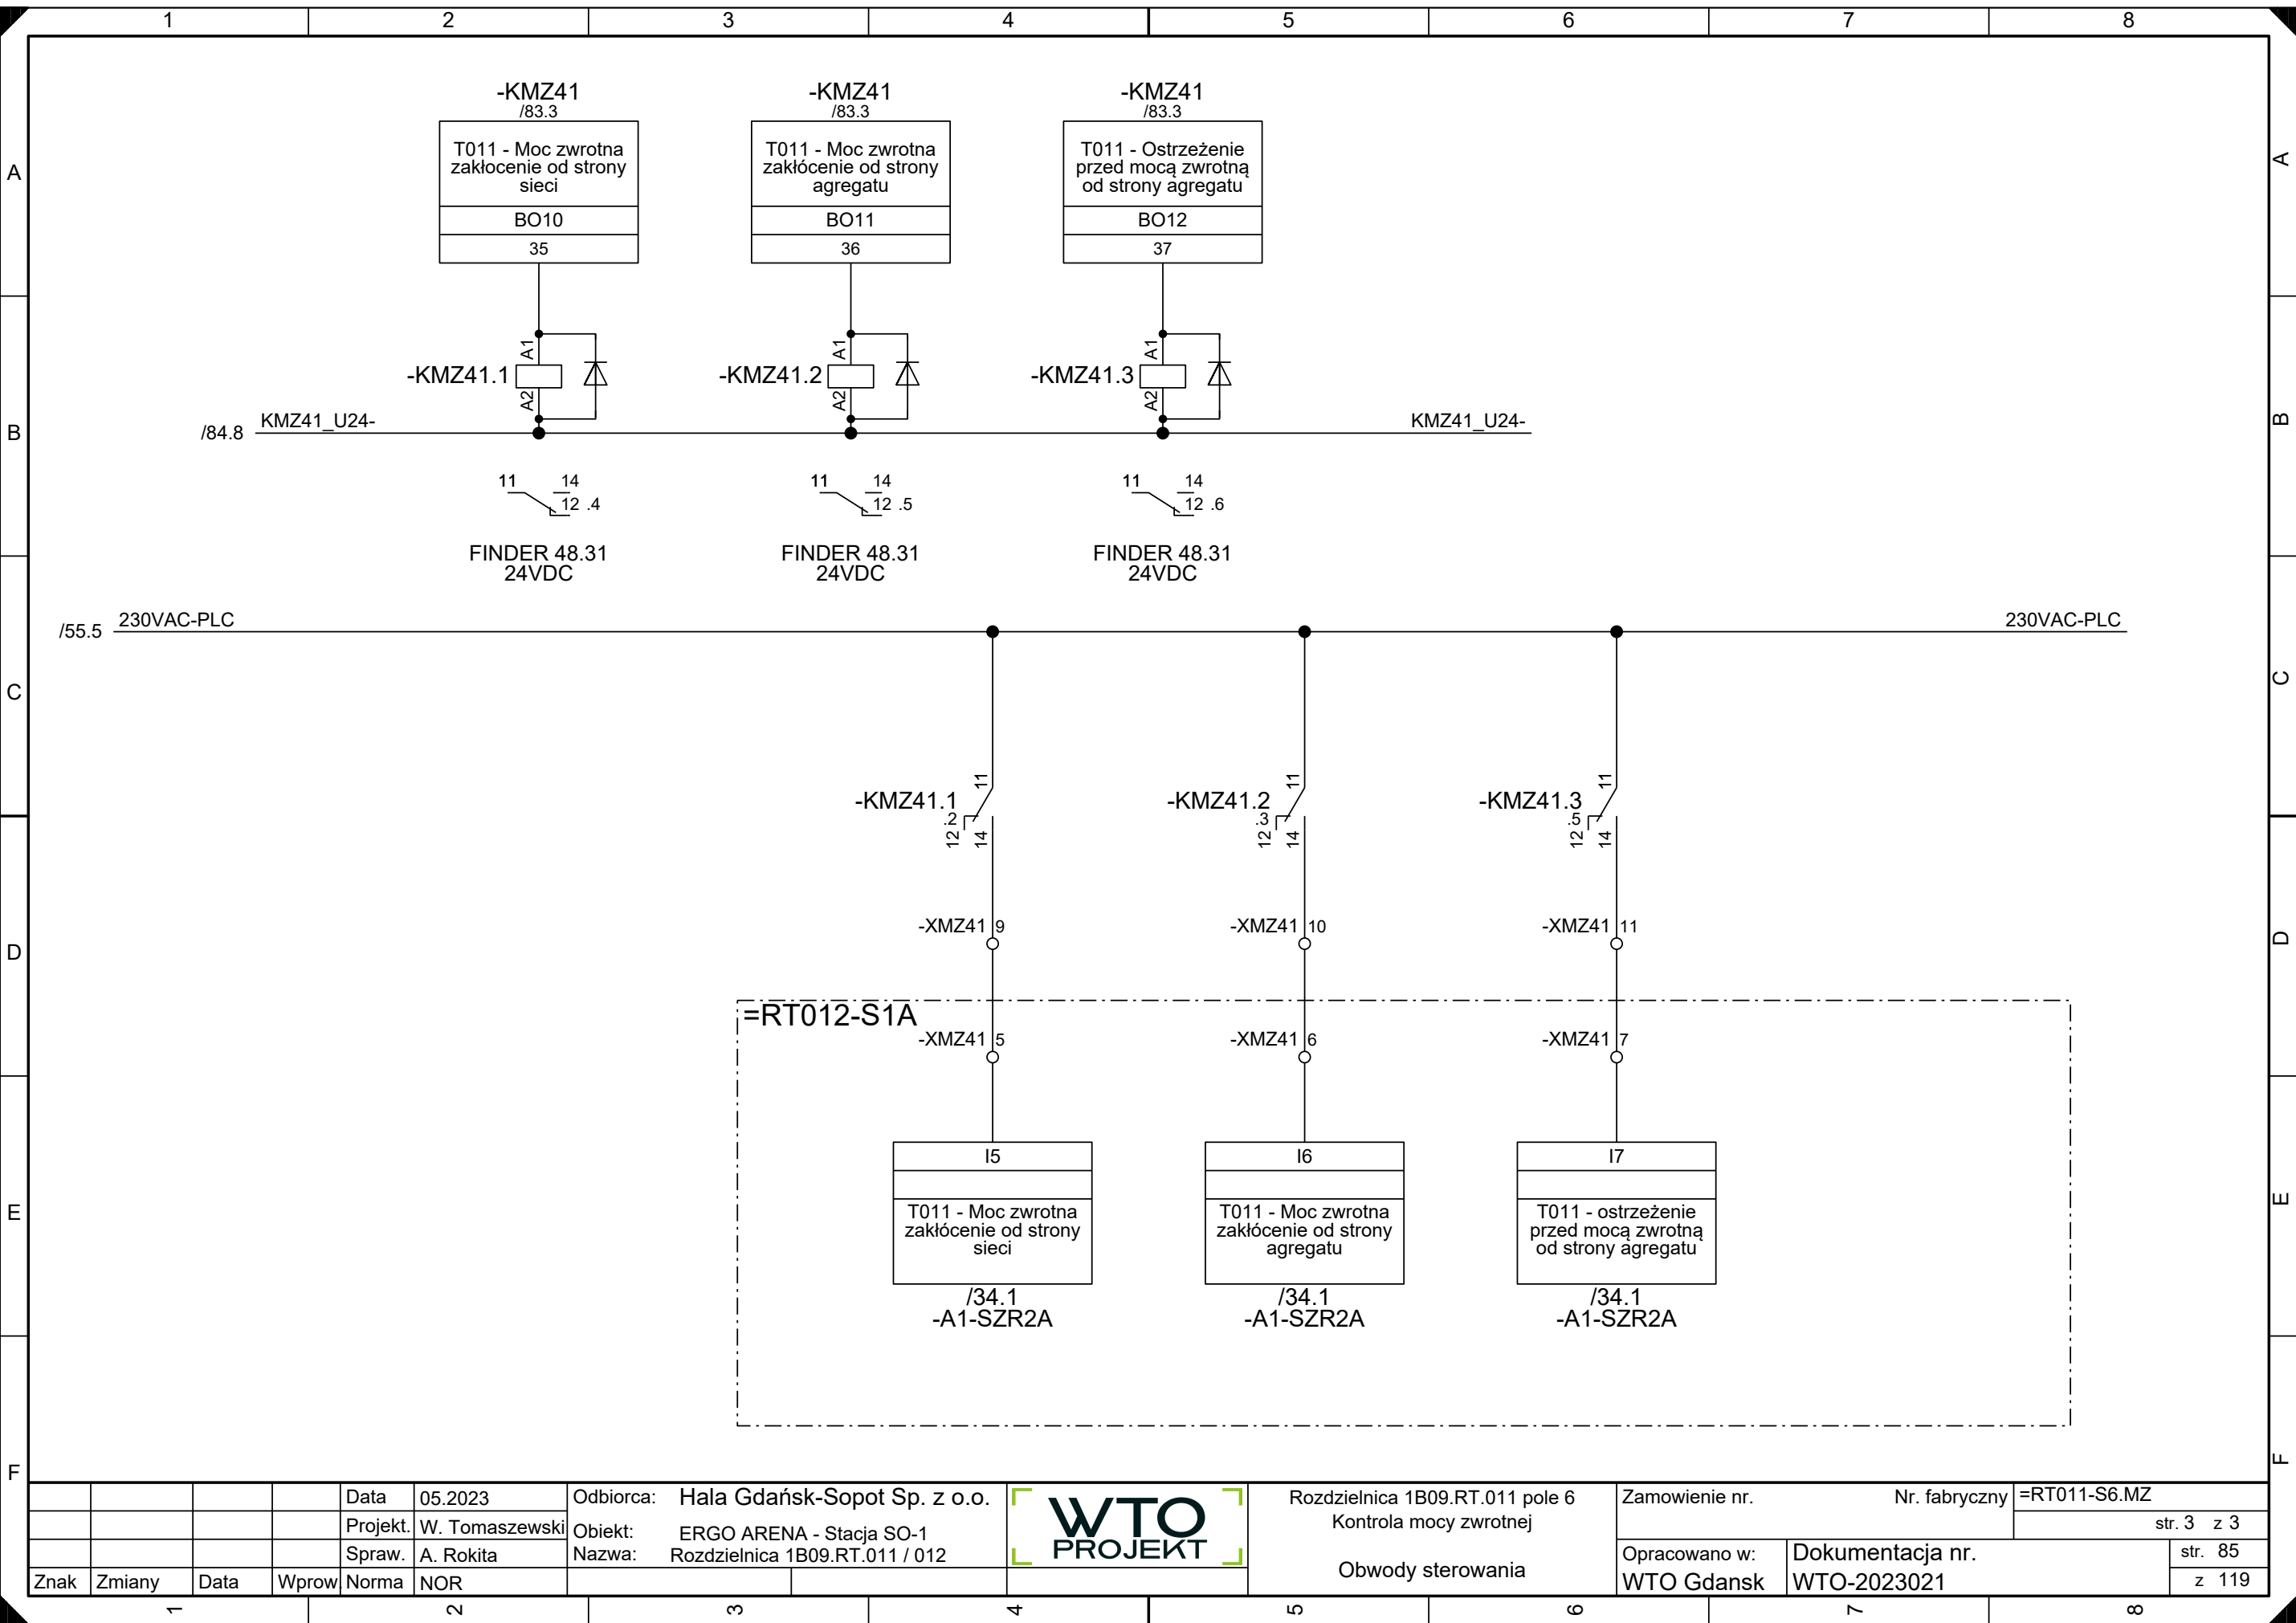 1 2 3 4 5 6 7 8
-KMZ41 -KMZ41 -KMZ41
/83.3 /83.3 /83.3
T011 - Moc zwrotna
zakłocenie od strony
sieci
BO10
35
T011 - Moc zwrotna
zakłócenie od strony
agregatu
BO11
36
T011 - Ostrzeżenie
przed mocą zwrotną
od strony agregatu
BO12
37
A A
A1 A1 A1
-KMZ41.1 -KMZ41.2 -KMZ41.3
A2 A2 A2
B B
/84.8 KMZ41_U24- KMZ41_U24-
11 14 11 14 11 14
12 .4 12 .5 12 .6
FINDER 48.31 FINDER 48.31 FINDER 48.31
24VDC 24VDC 24VDC
/55.5 230VAC-PLC 230VAC-PLC
C C
11 11 11
-KMZ41.1 -KMZ41.2 -KMZ41.3
.2 .3 .5
12 14 12 14 12 14
-XMZ41 9 -XMZ41 10 -XMZ41 11
D D
=RT012-S1A
-XMZ41 5 -XMZ41 6 -XMZ41 7
I5
T011 - Moc zwrotna
zakłócenie od strony
sieci
/34.1
-A1-SZR2A
I6
T011 - Moc zwrotna
zakłócenie od strony
agregatu
/34.1
-A1-SZR2A
I7
T011 - ostrzeżenie
przed mocą zwrotną
od strony agregatu
/34.1
-A1-SZR2A
E E
F F
Data 05.2023
Projekt. W. Tomaszewski
Spraw. A. Rokita
Znak Zmiany Data Wprow. Norma NOR
Odbiorca: Hala Gdańsk-Sopot Sp. z o.o.
Obiekt: ERGO ARENA - Stacja SO-1
Nazwa: Rozdzielnica 1B09.RT.011 / 012
WTO
PROJEKT
Rozdzielnica 1B09.RT.011 pole 6
Kontrola mocy zwrotnej
Obwody sterowania
Zamowienie nr. Nr. fabryczny =RT011-S6.MZ
str. 3 z 3
Opracowano w:
WTO Gdansk
Dokumentacja nr.
WTO-2023021
str. 85
z 119
1 2 3 4 5 6 7 8